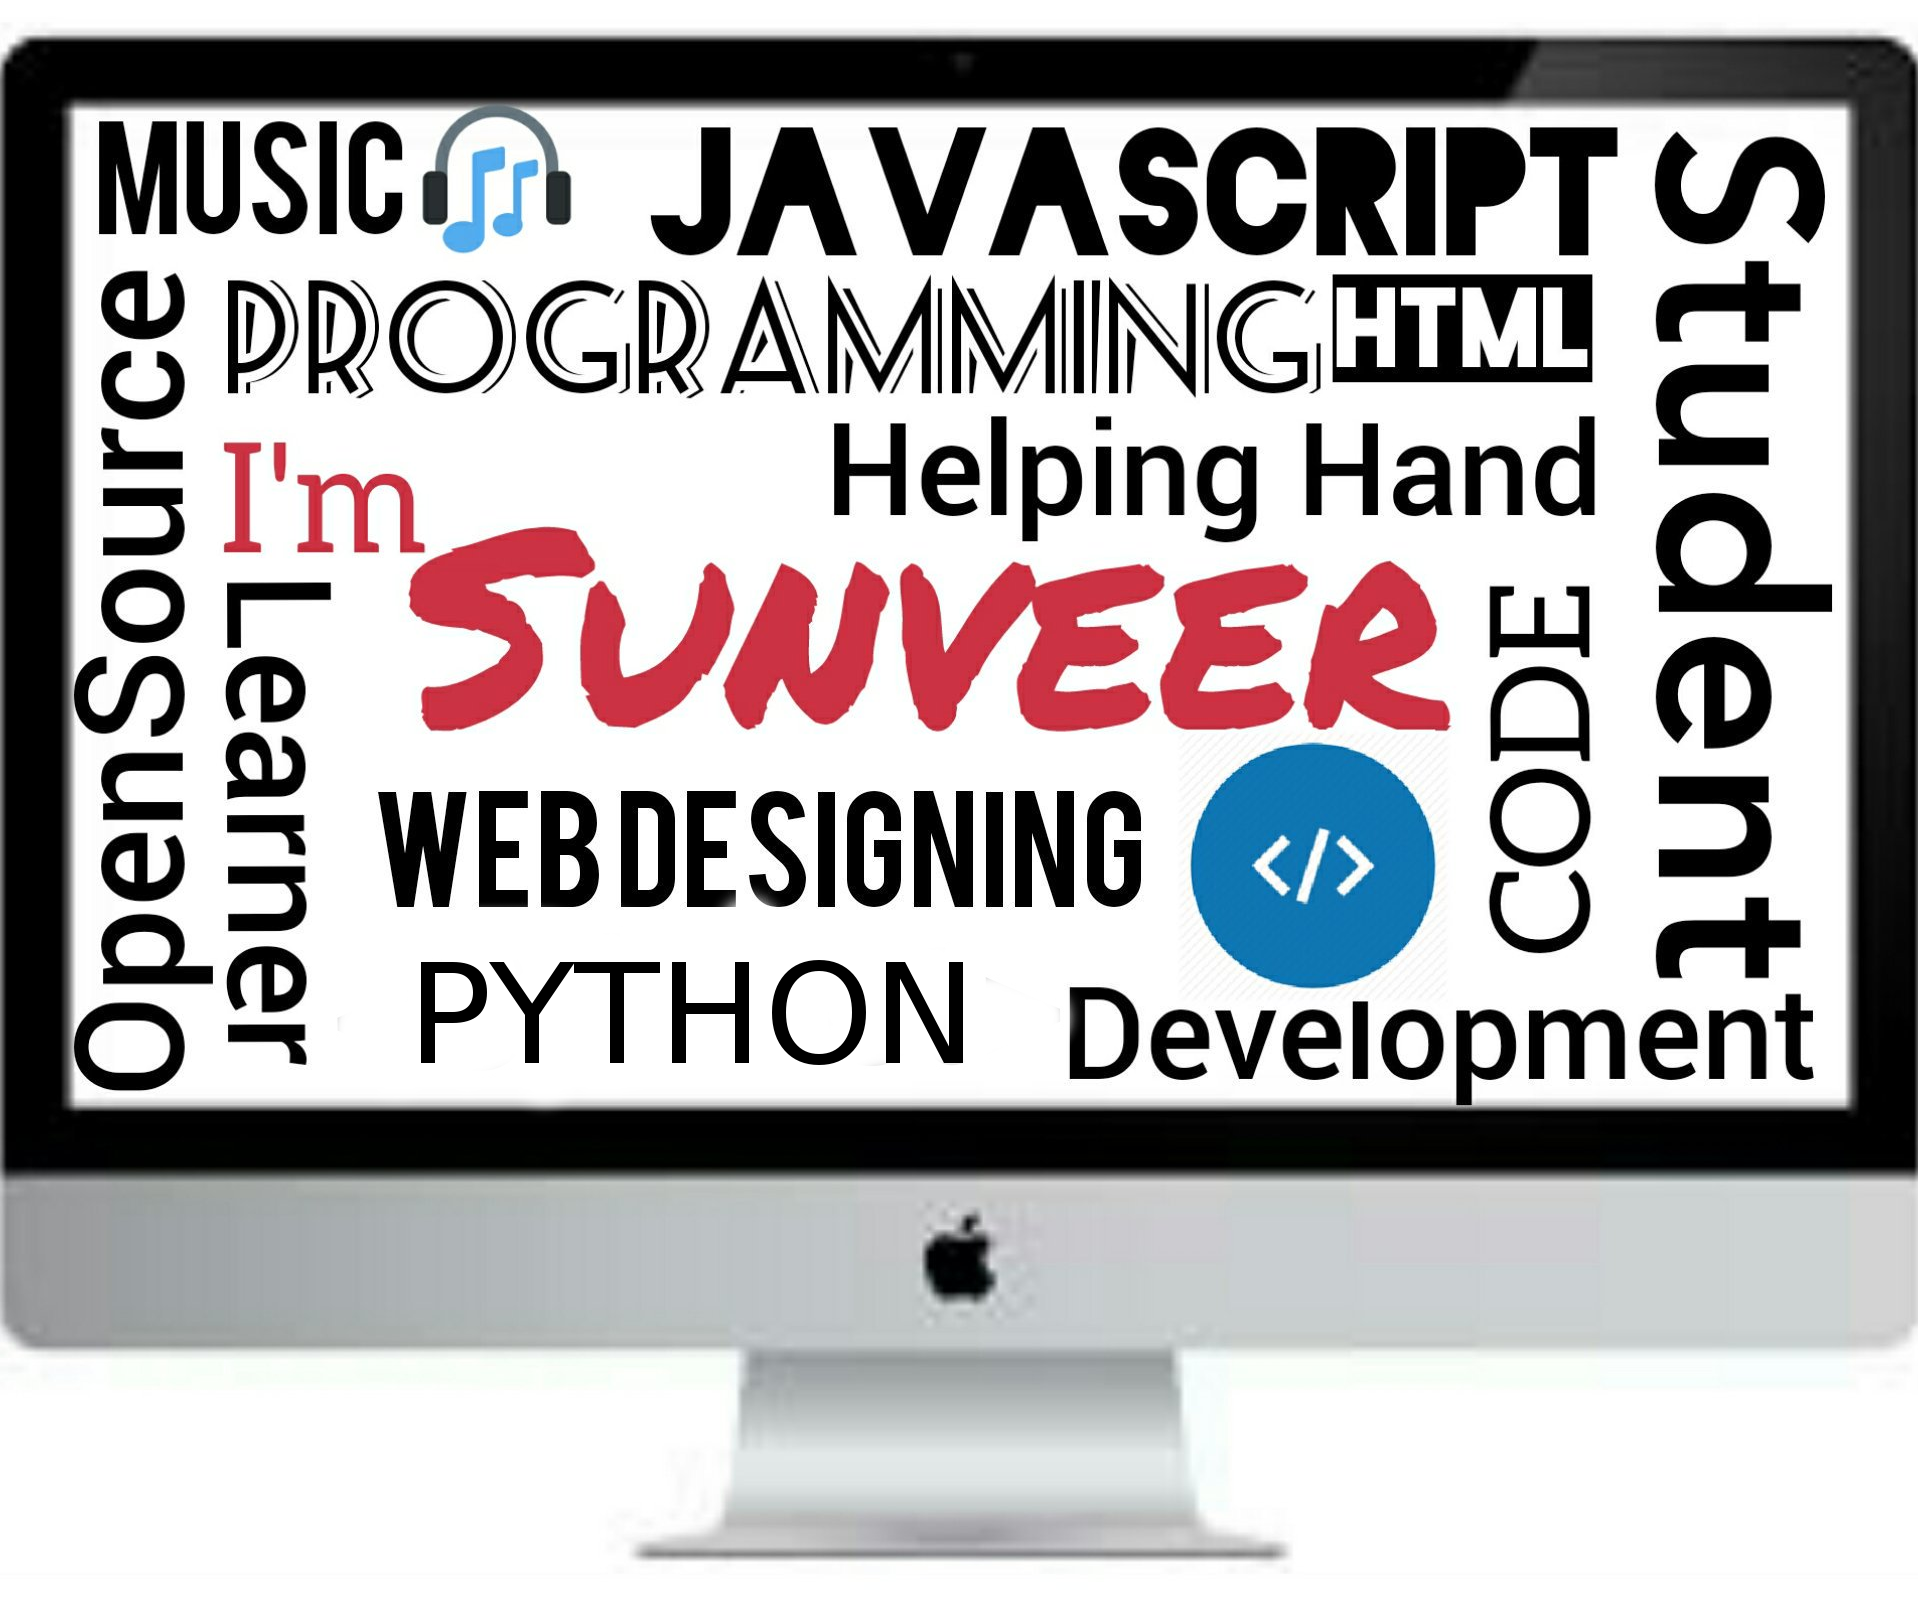 MUSIC
JAVASCRIPT
PROGRAMMING
HTML
Student
OpenSource
I'm
Helping Hand
SUNVEER
Learner
CODE
WEB DESIGNING
</>
PYTHON
Development